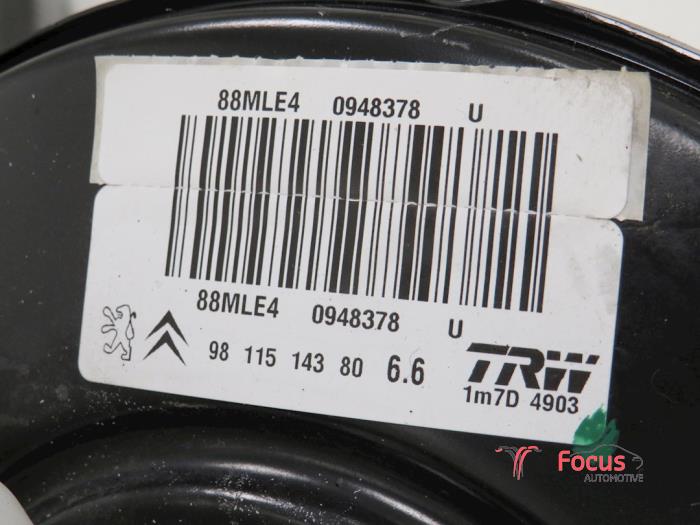 88MLE4 0948378 U
88MLE4 0948378 U
98 115 143 80 6.6
TRW
1m7D 4903
Focus
AUTOMOTIVE